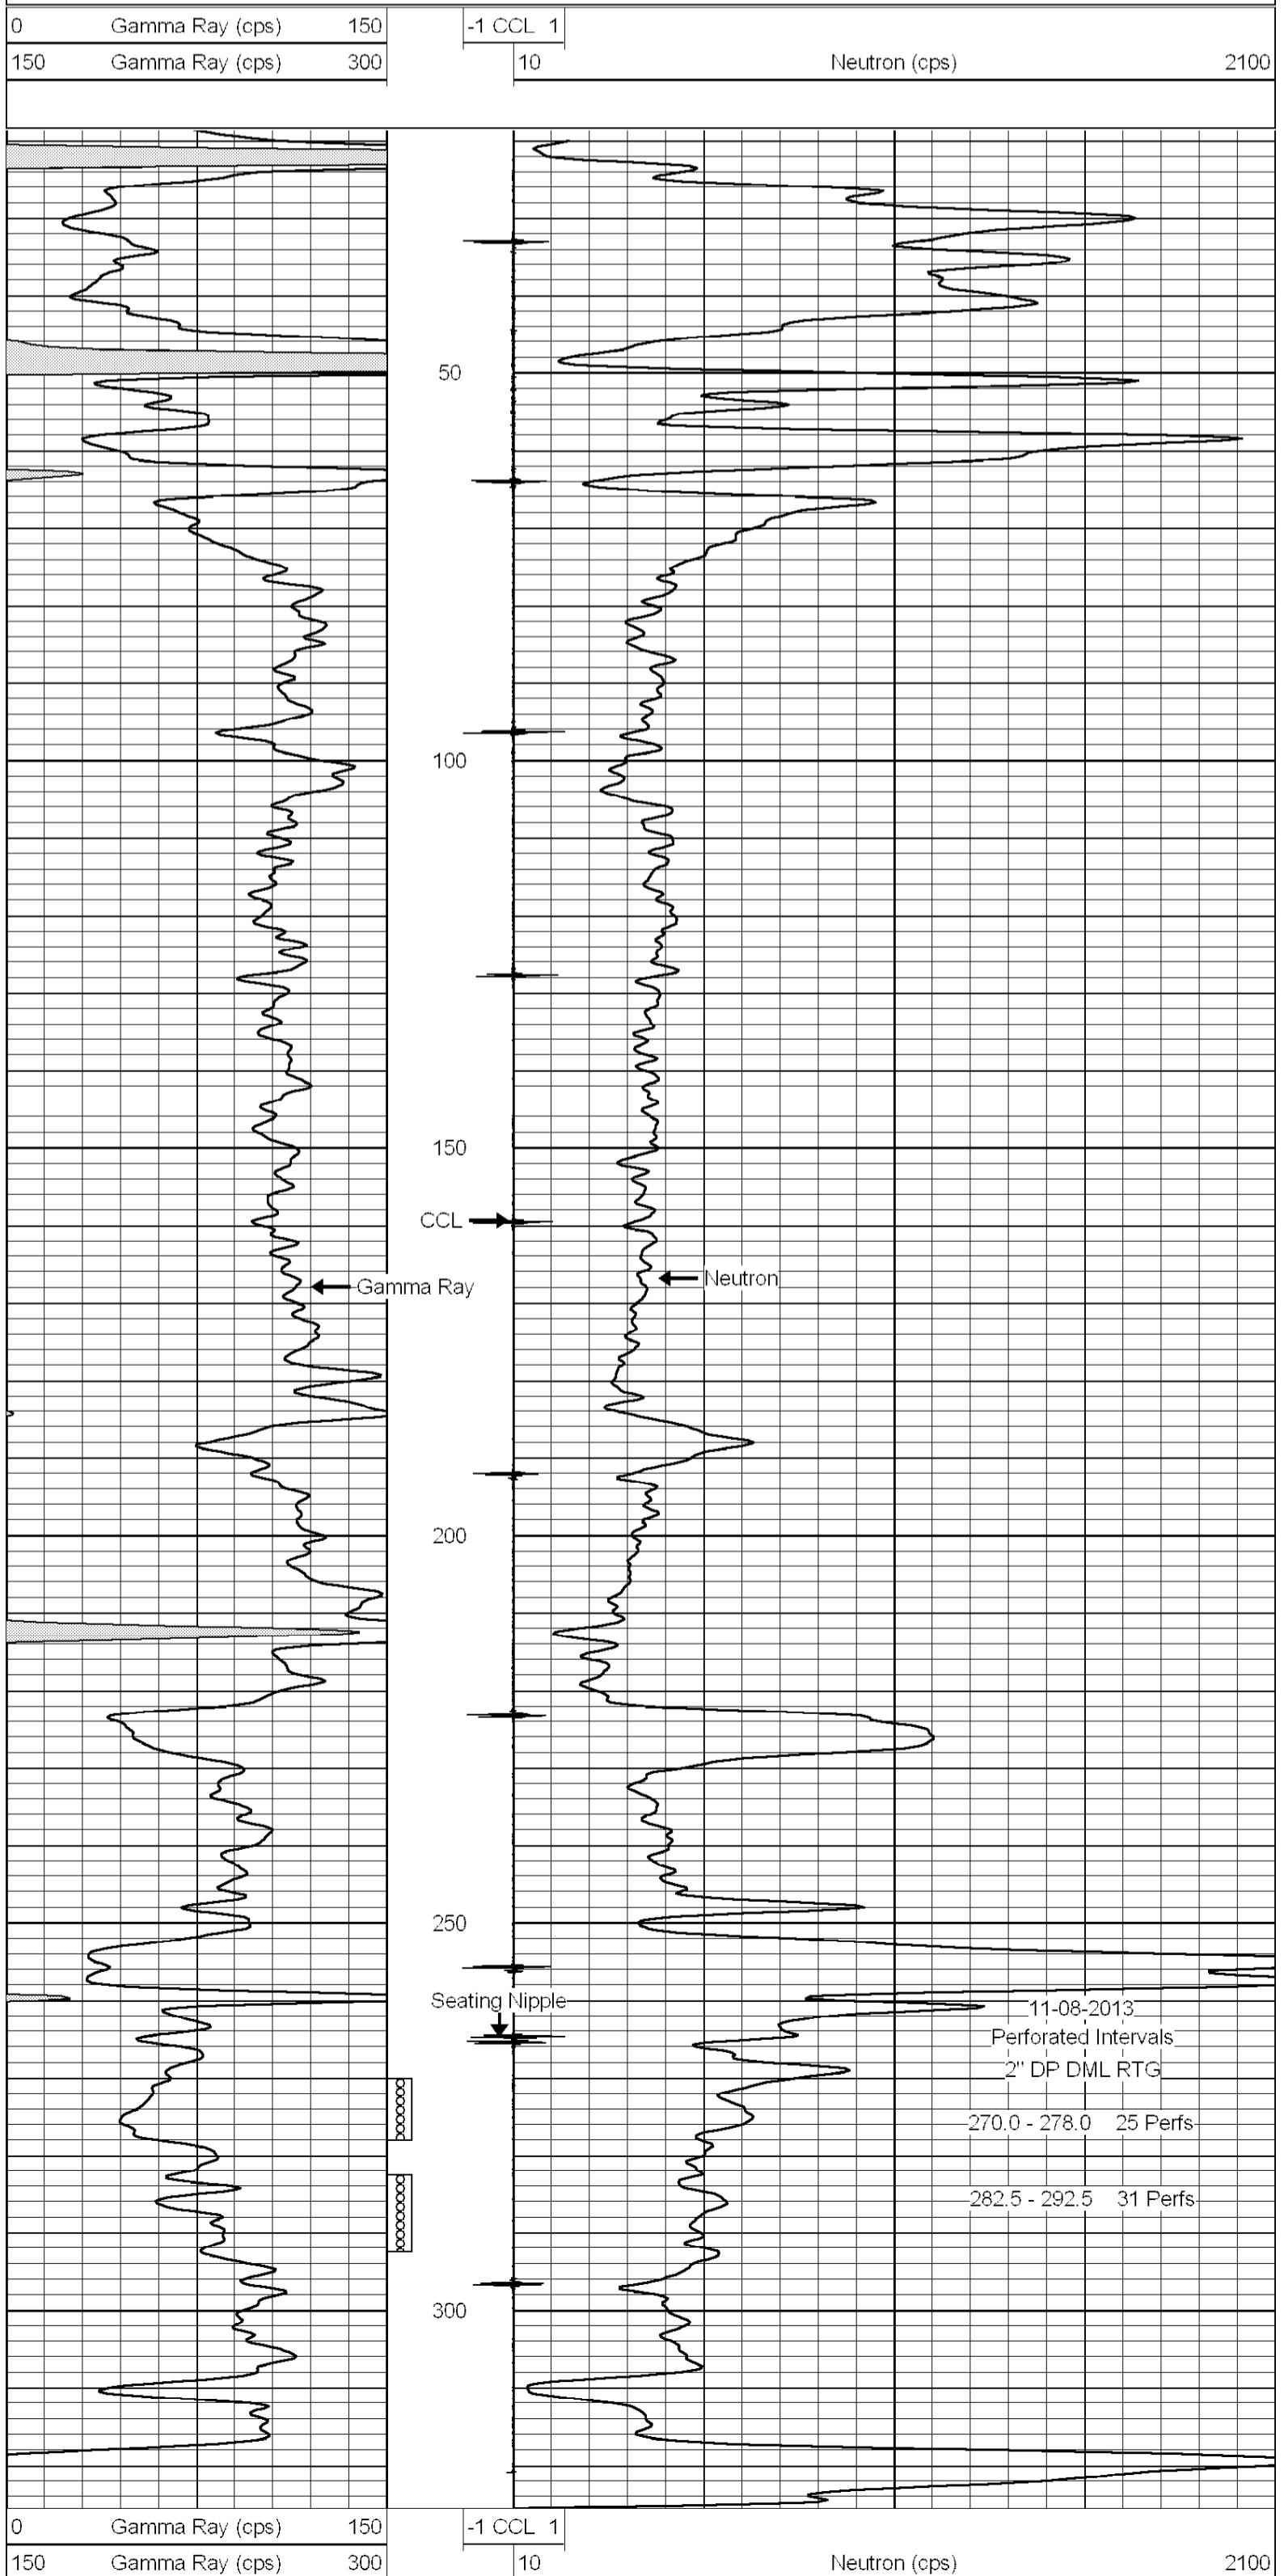 0 Gamma Ray (cps) 150 -1 CCL 1
150 Gamma Ray (cps) 300 10 Neutron (cps) 2100
50
100
150
CCL
Gamma Ray Neutron
200
250
Seating Nipple
11-08-2013
Perforated Intervals
2" DP DML RTG
270.0 - 278.0 25 Perfs
282.5 - 292.5 31 Perfs
300
0 Gamma Ray (cps) 150 -1 CCL 1
150 Gamma Ray (cps) 300 10 Neutron (cps) 2100